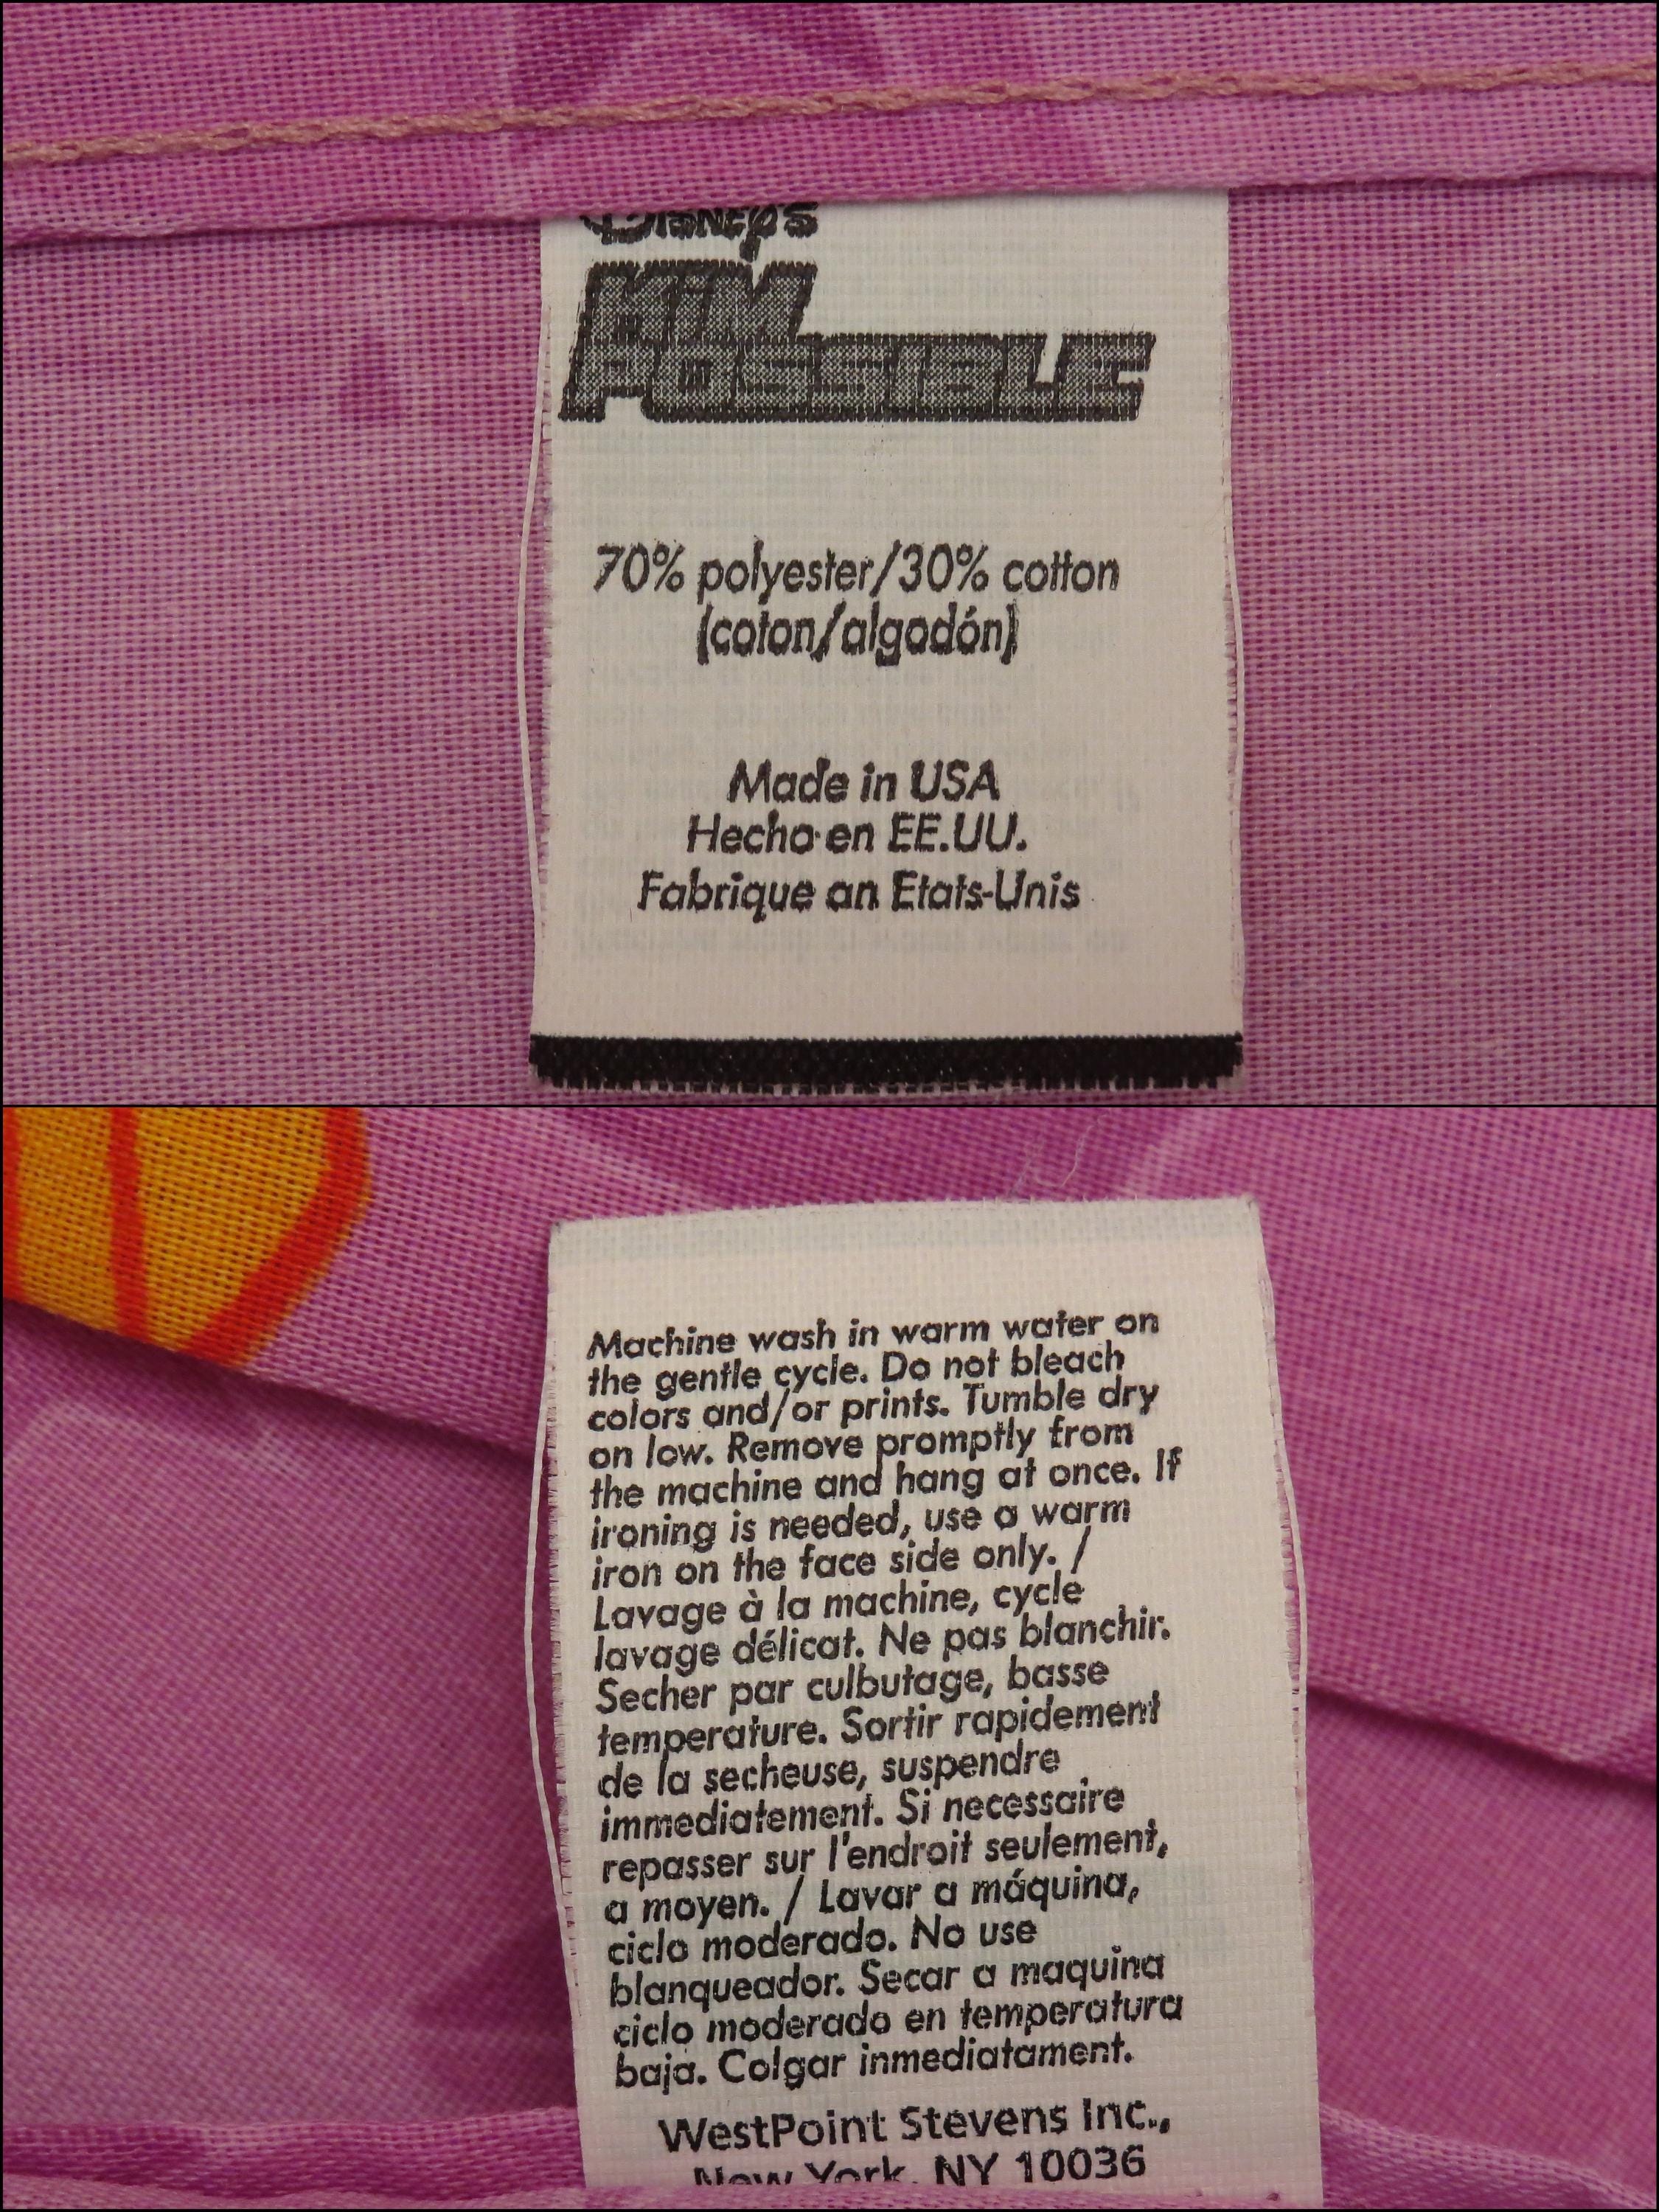 Disney's
KiM
POSSIBLE
70% polyester/30% cotton
(coton/algodón)
Made in USA
Hecho en EE.UU.
Fabrique an Etats-Unis
Machine wash in warm water on
the gentle cycle. Do not bleach
colors and/or prints. Tumble dry
on low. Remove promptly from
the machine and hang at once. If
ironing is needed, use a warm
iron on the face side only. /
Lavage à la machine, cycle
lavage délicat. Ne pas blanchir.
Secher par culbutage, basse
temperature. Sortir rapidement
de la secheuse, suspendre
immediatement. Si necessaire
repasser sur l'endroit seulement,
a moyen. / Lavar a máquina,
ciclo moderado. No use
blanqueador. Secar a maquina
ciclo moderado en temperatura
baja. Colgar inmediatament.
WestPoint Stevens Inc.,
New York, NY 10036